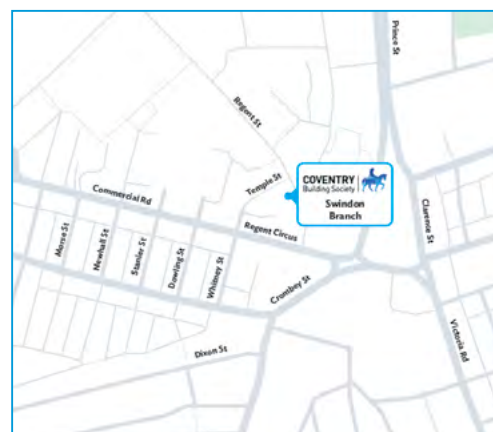 Prince St
Regent St
COVENTRY
Building Society
Swindon
Branch
Temple St
Commercial Rd
Clarence St
Regent Circus
Morse St
Newhall St
Stanier St
Dowling St
Whitney St
Crombey St
Victoria Rd
Dixon St